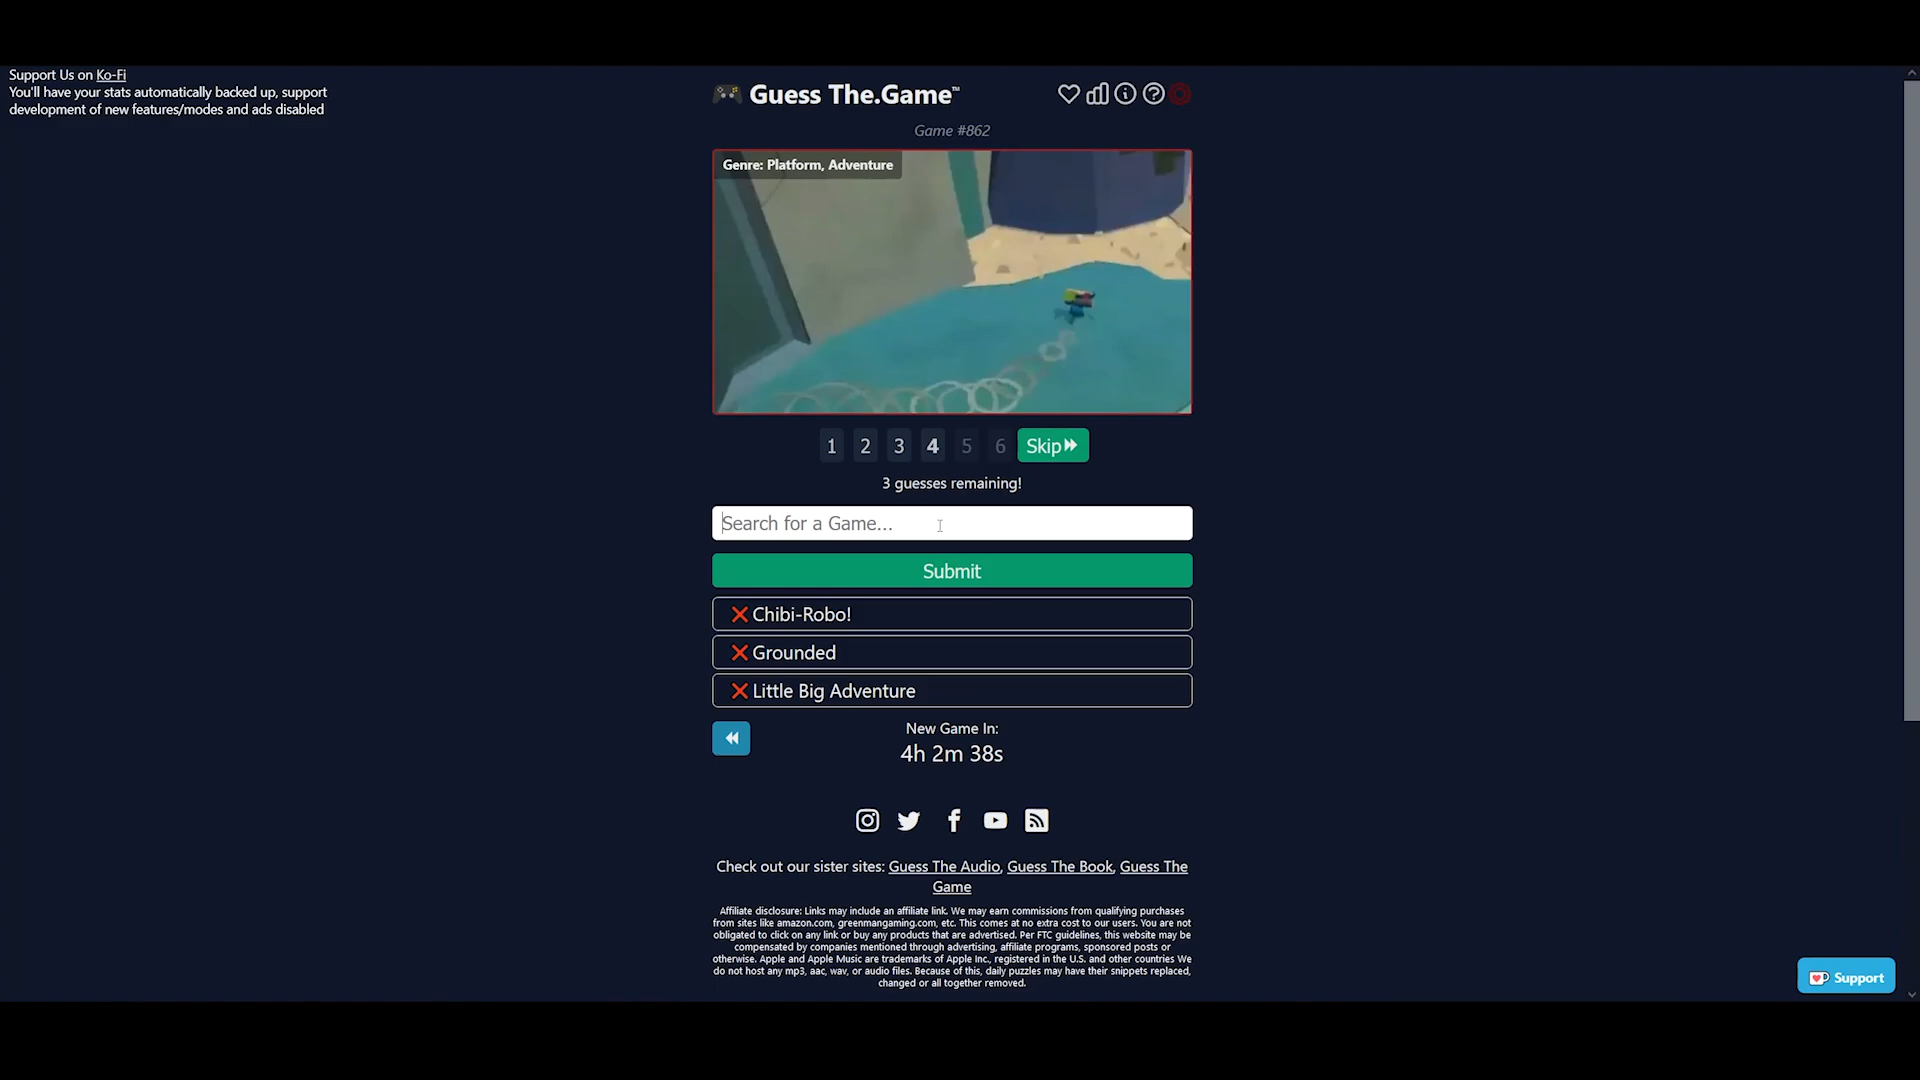 Support Us on Ko-Fi
You'll have your stats automatically backed up, support
development of new features/modes and ads disabled
Guess The.Game™
Game #862
Genre: Platform, Adventure
1 2 3 4 5 6 Skip
3 guesses remaining!
Search for a Game...
Submit
Chibi-Robo!
Grounded
Little Big Adventure
New Game In:
4h 2m 38s
Check out our sister sites: Guess The Audio, Guess The Book, Guess The
Game
Affiliate disclosure: Links may include an affiliate link. We may earn commissions from qualifying purchases
from sites like amazon.com, greenmangaming.com, etc. This comes at no extra cost to our users. You are not
obligated to click on any link or buy any products that are advertised. Per FTC guidelines, this website may be
compensated by companies mentioned through advertising, affiliate programs, sponsored posts or
otherwise. Apple and Apple Music are trademarks of Apple Inc., registered in the U.S. and other countries We
do not host any mp3, aac, wav, or audio files. Because of this, daily puzzles may have their snippets replaced,
changed or all together removed.
Support